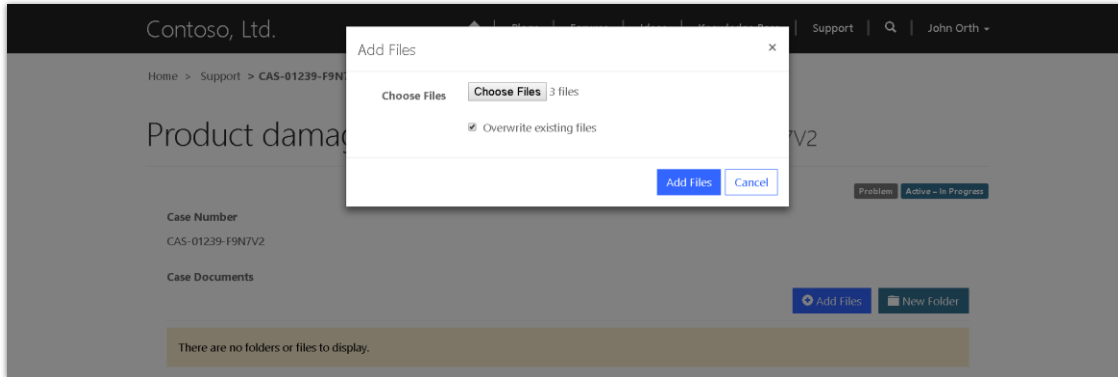 Contoso, Ltd.
Support
John Orth
Add Files
×
Home > Support > CAS-01239-F9N
Choose Files
Choose Files 3 files
Overwrite existing files
Product damag
7V2
Add Files Cancel
Problem Active – In Progress
Case Number
CAS-01239-F9N7V2
Case Documents
Add Files New Folder
There are no folders or files to display.